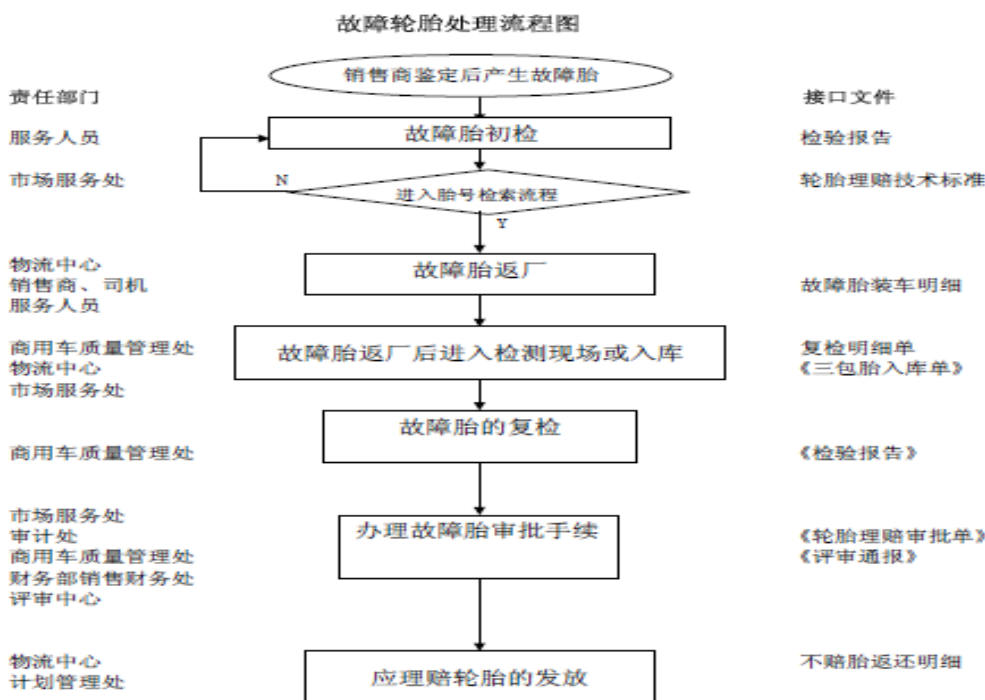 故障轮胎处理流程图
销售商鉴定后产生故障胎
责任部门
接口文件
服务人员
故障胎初检
检验报告
市场服务处
N
进入胎号检索流程
轮胎理赔技术标准
Y
物流中心
故障胎返厂
销售商、司机
故障胎装车明细
服务人员
商用车质量管理处
故障胎返厂后进入检测现场或入库
复检明细单
物流中心
《三包胎入库单》
市场服务处
故障胎的复检
商用车质量管理处
《检验报告》
市场服务处
办理故障胎审批手续
审计处
《轮胎理赔审批单》
商用车质量管理处
《评审通报》
财务部销售财务处
评审中心
物流中心
应理赔轮胎的发放
不赔胎返还明细
计划管理处